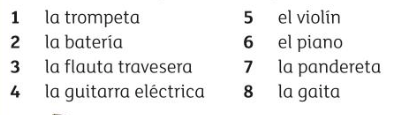 1 la trompeta
2 la batería
3 la flauta travesera
4 la guitarra eléctrica
5 el violín
6 el piano
7 la pandereta
8 la gaita